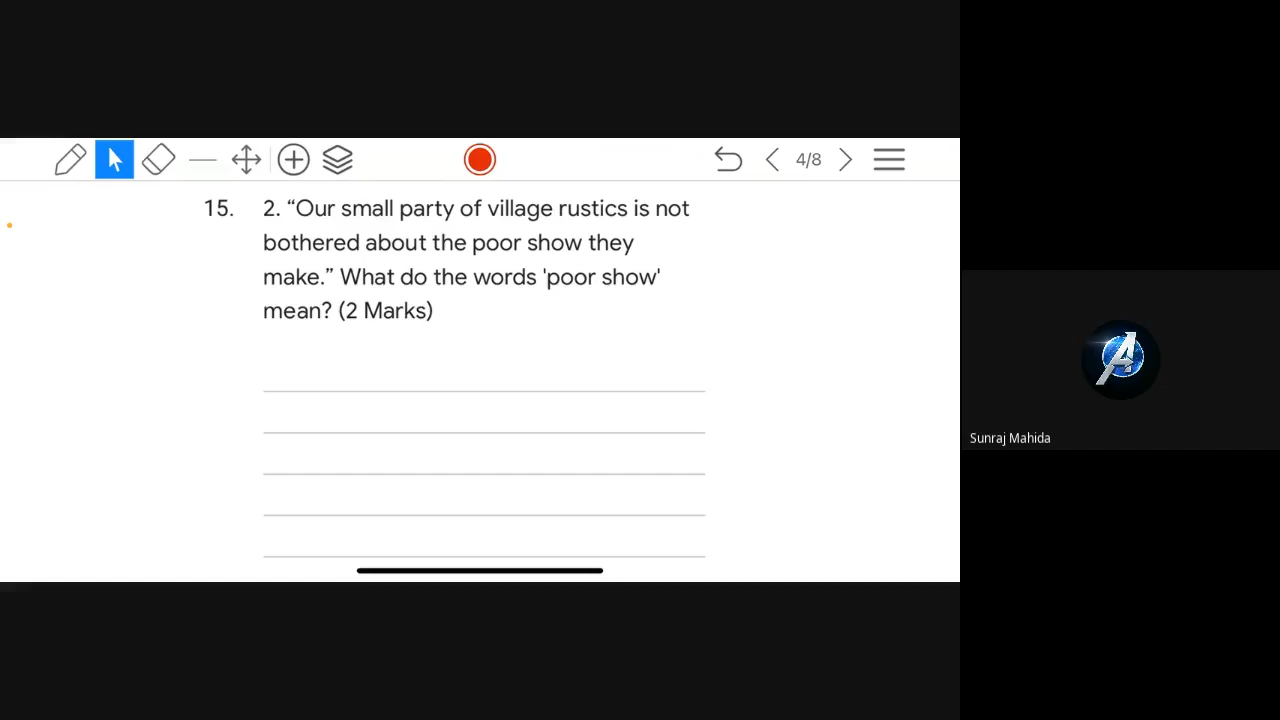 4/8
15. 2. “Our small party of village rustics is not
bothered about the poor show they
make.” What do the words 'poor show'
mean? (2 Marks)
Sunraj Mahida